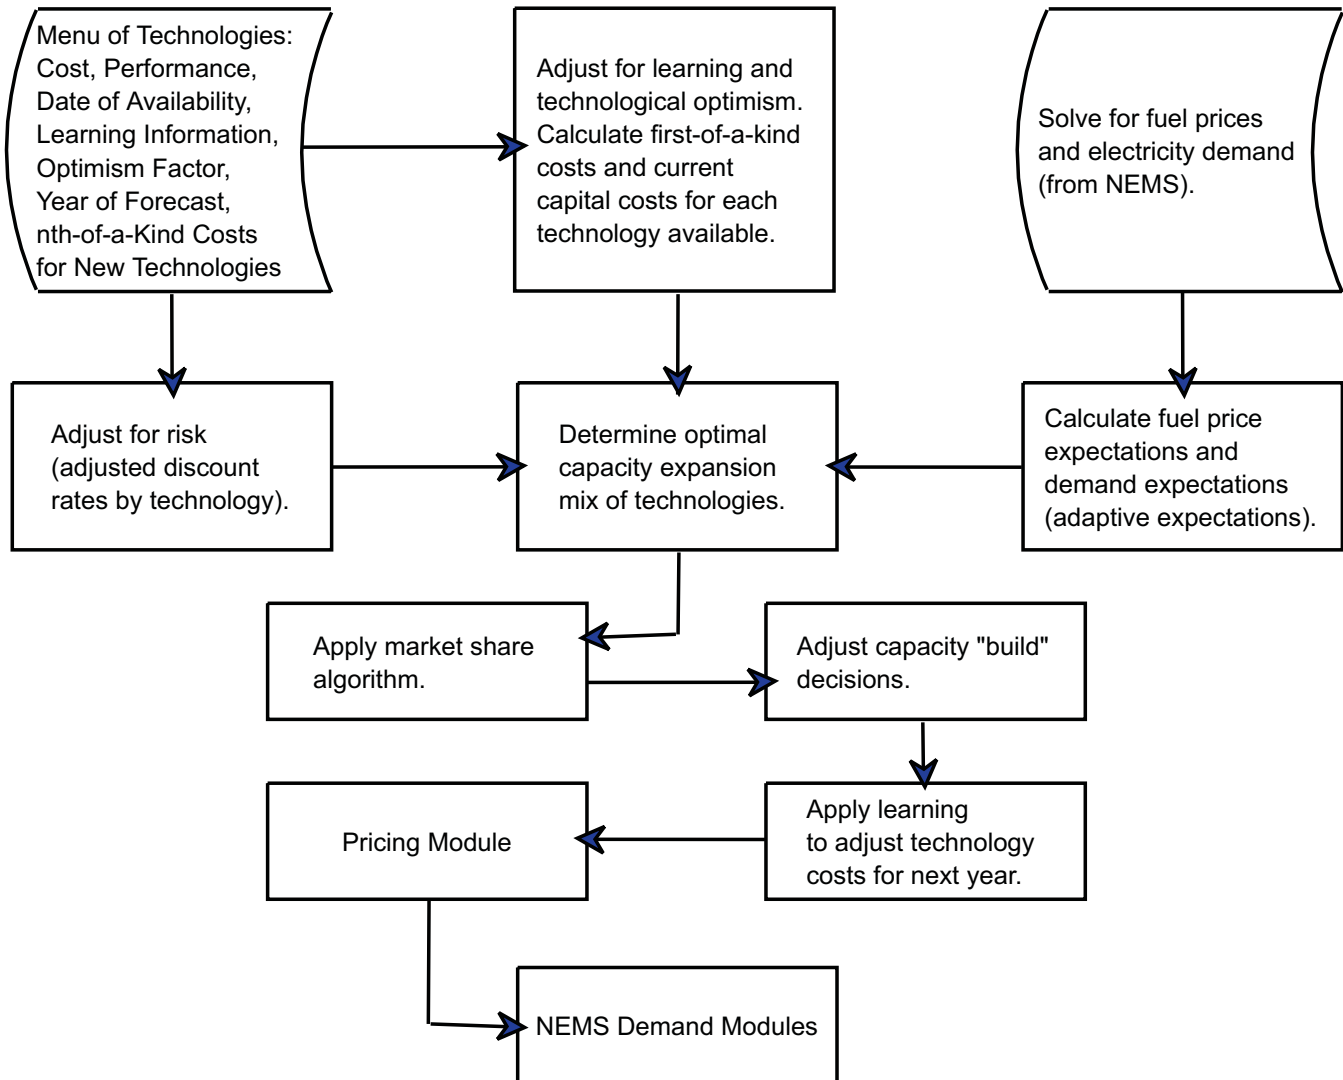 Menu of Technologies:
Cost, Performance,
Date of Availability,
Learning Information,
Optimism Factor,
Year of Forecast,
nth-of-a-Kind Costs
for New Technologies
Adjust for learning and
technological optimism.
Calculate first-of-a-kind
costs and current
capital costs for each
technology available.
Solve for fuel prices
and electricity demand
(from NEMS).
Adjust for risk
(adjusted discount
rates by technology).
Determine optimal
capacity expansion
mix of technologies.
Calculate fuel price
expectations and
demand expectations
(adaptive expectations).
Apply market share
algorithm.
Adjust capacity "build"
decisions.
Apply learning
to adjust technology
costs for next year.
Pricing Module
NEMS Demand Modules